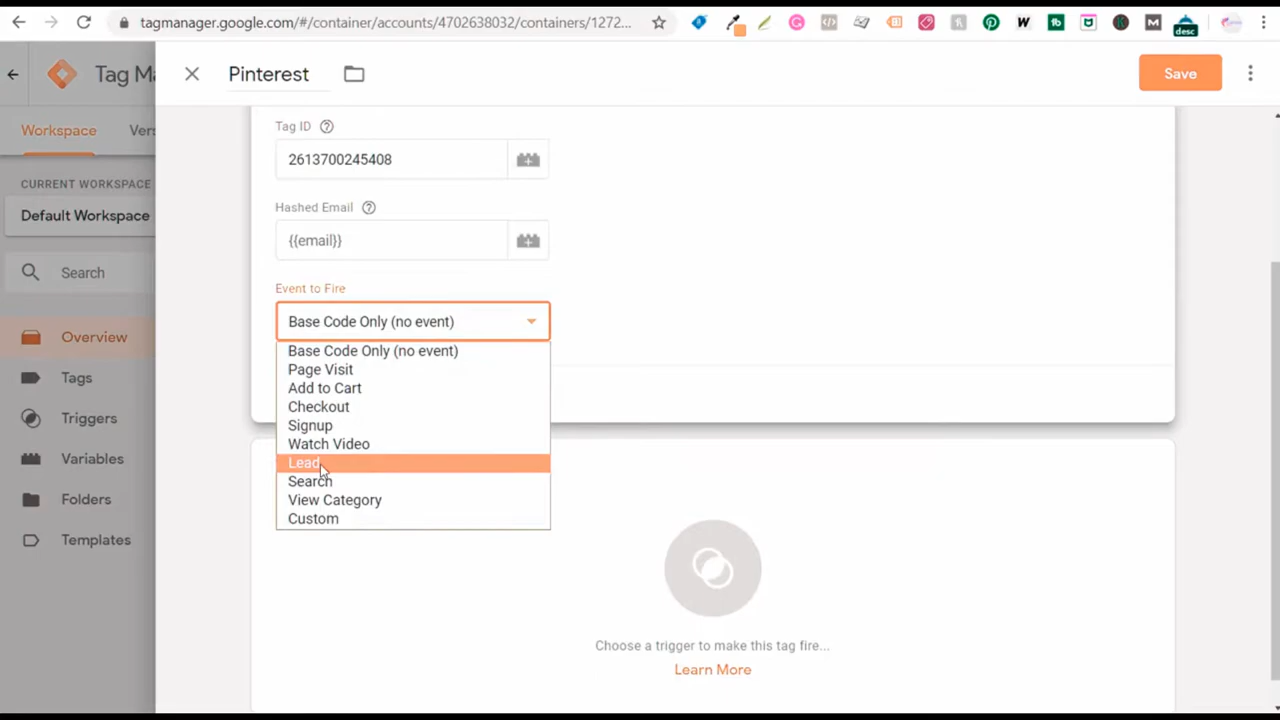 tagmanager.google.com/#/container/accounts/4702638032/containers/1272...
desc
Tag Ma
Pinterest
Save
Workspace
Vers
CURRENT WORKSPACE
Default Workspace
Search
Overview
Tags
Triggers
Variables
Folders
Templates
Tag ID
2613700245408
Hashed Email
{{email}}
Event to Fire
Base Code Only (no event)
Base Code Only (no event)
Page Visit
Add to Cart
Checkout
Signup
Watch Video
Lead
Search
View Category
Custom
Choose a trigger to make this tag fire...
Learn More